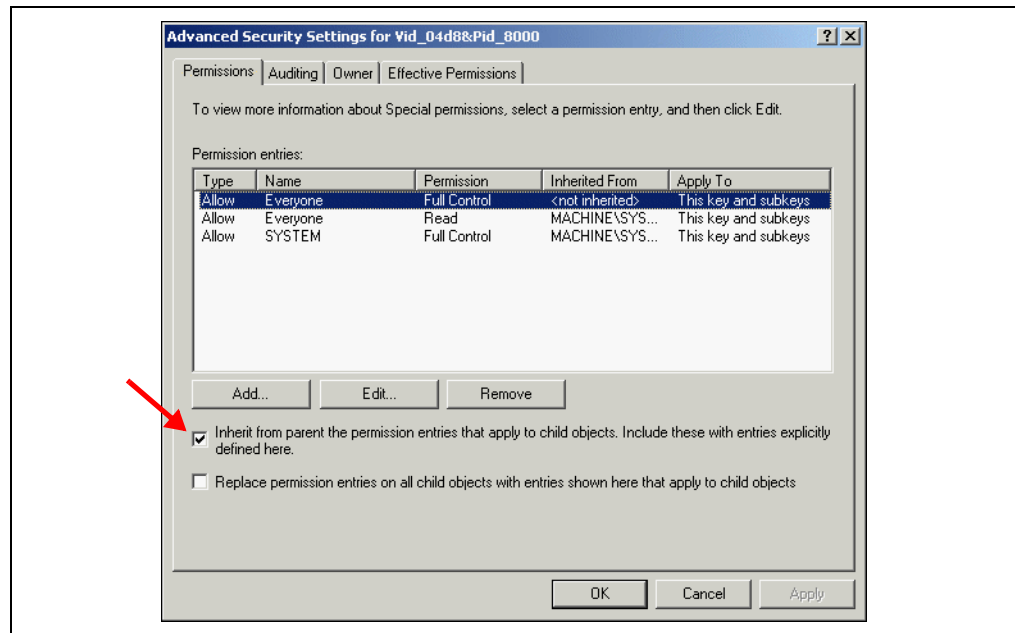 Advanced Security Settings for Vid_04d8&Pid_8000
Permissions Auditing Owner Effective Permissions
To view more information about Special permissions, select a permission entry, and then click Edit.
Permission entries:
Type Name Permission Inherited From Apply To
Allow Everyone Full Control <not inherited> This key and subkeys
Allow Everyone Read MACHINE\SYS... This key and subkeys
Allow SYSTEM Full Control MACHINE\SYS... This key and subkeys
Add... Edit... Remove
Inherit from parent the permission entries that apply to child objects. Include these with entries explicitly
defined here.
Replace permission entries on all child objects with entries shown here that apply to child objects
OK Cancel Apply